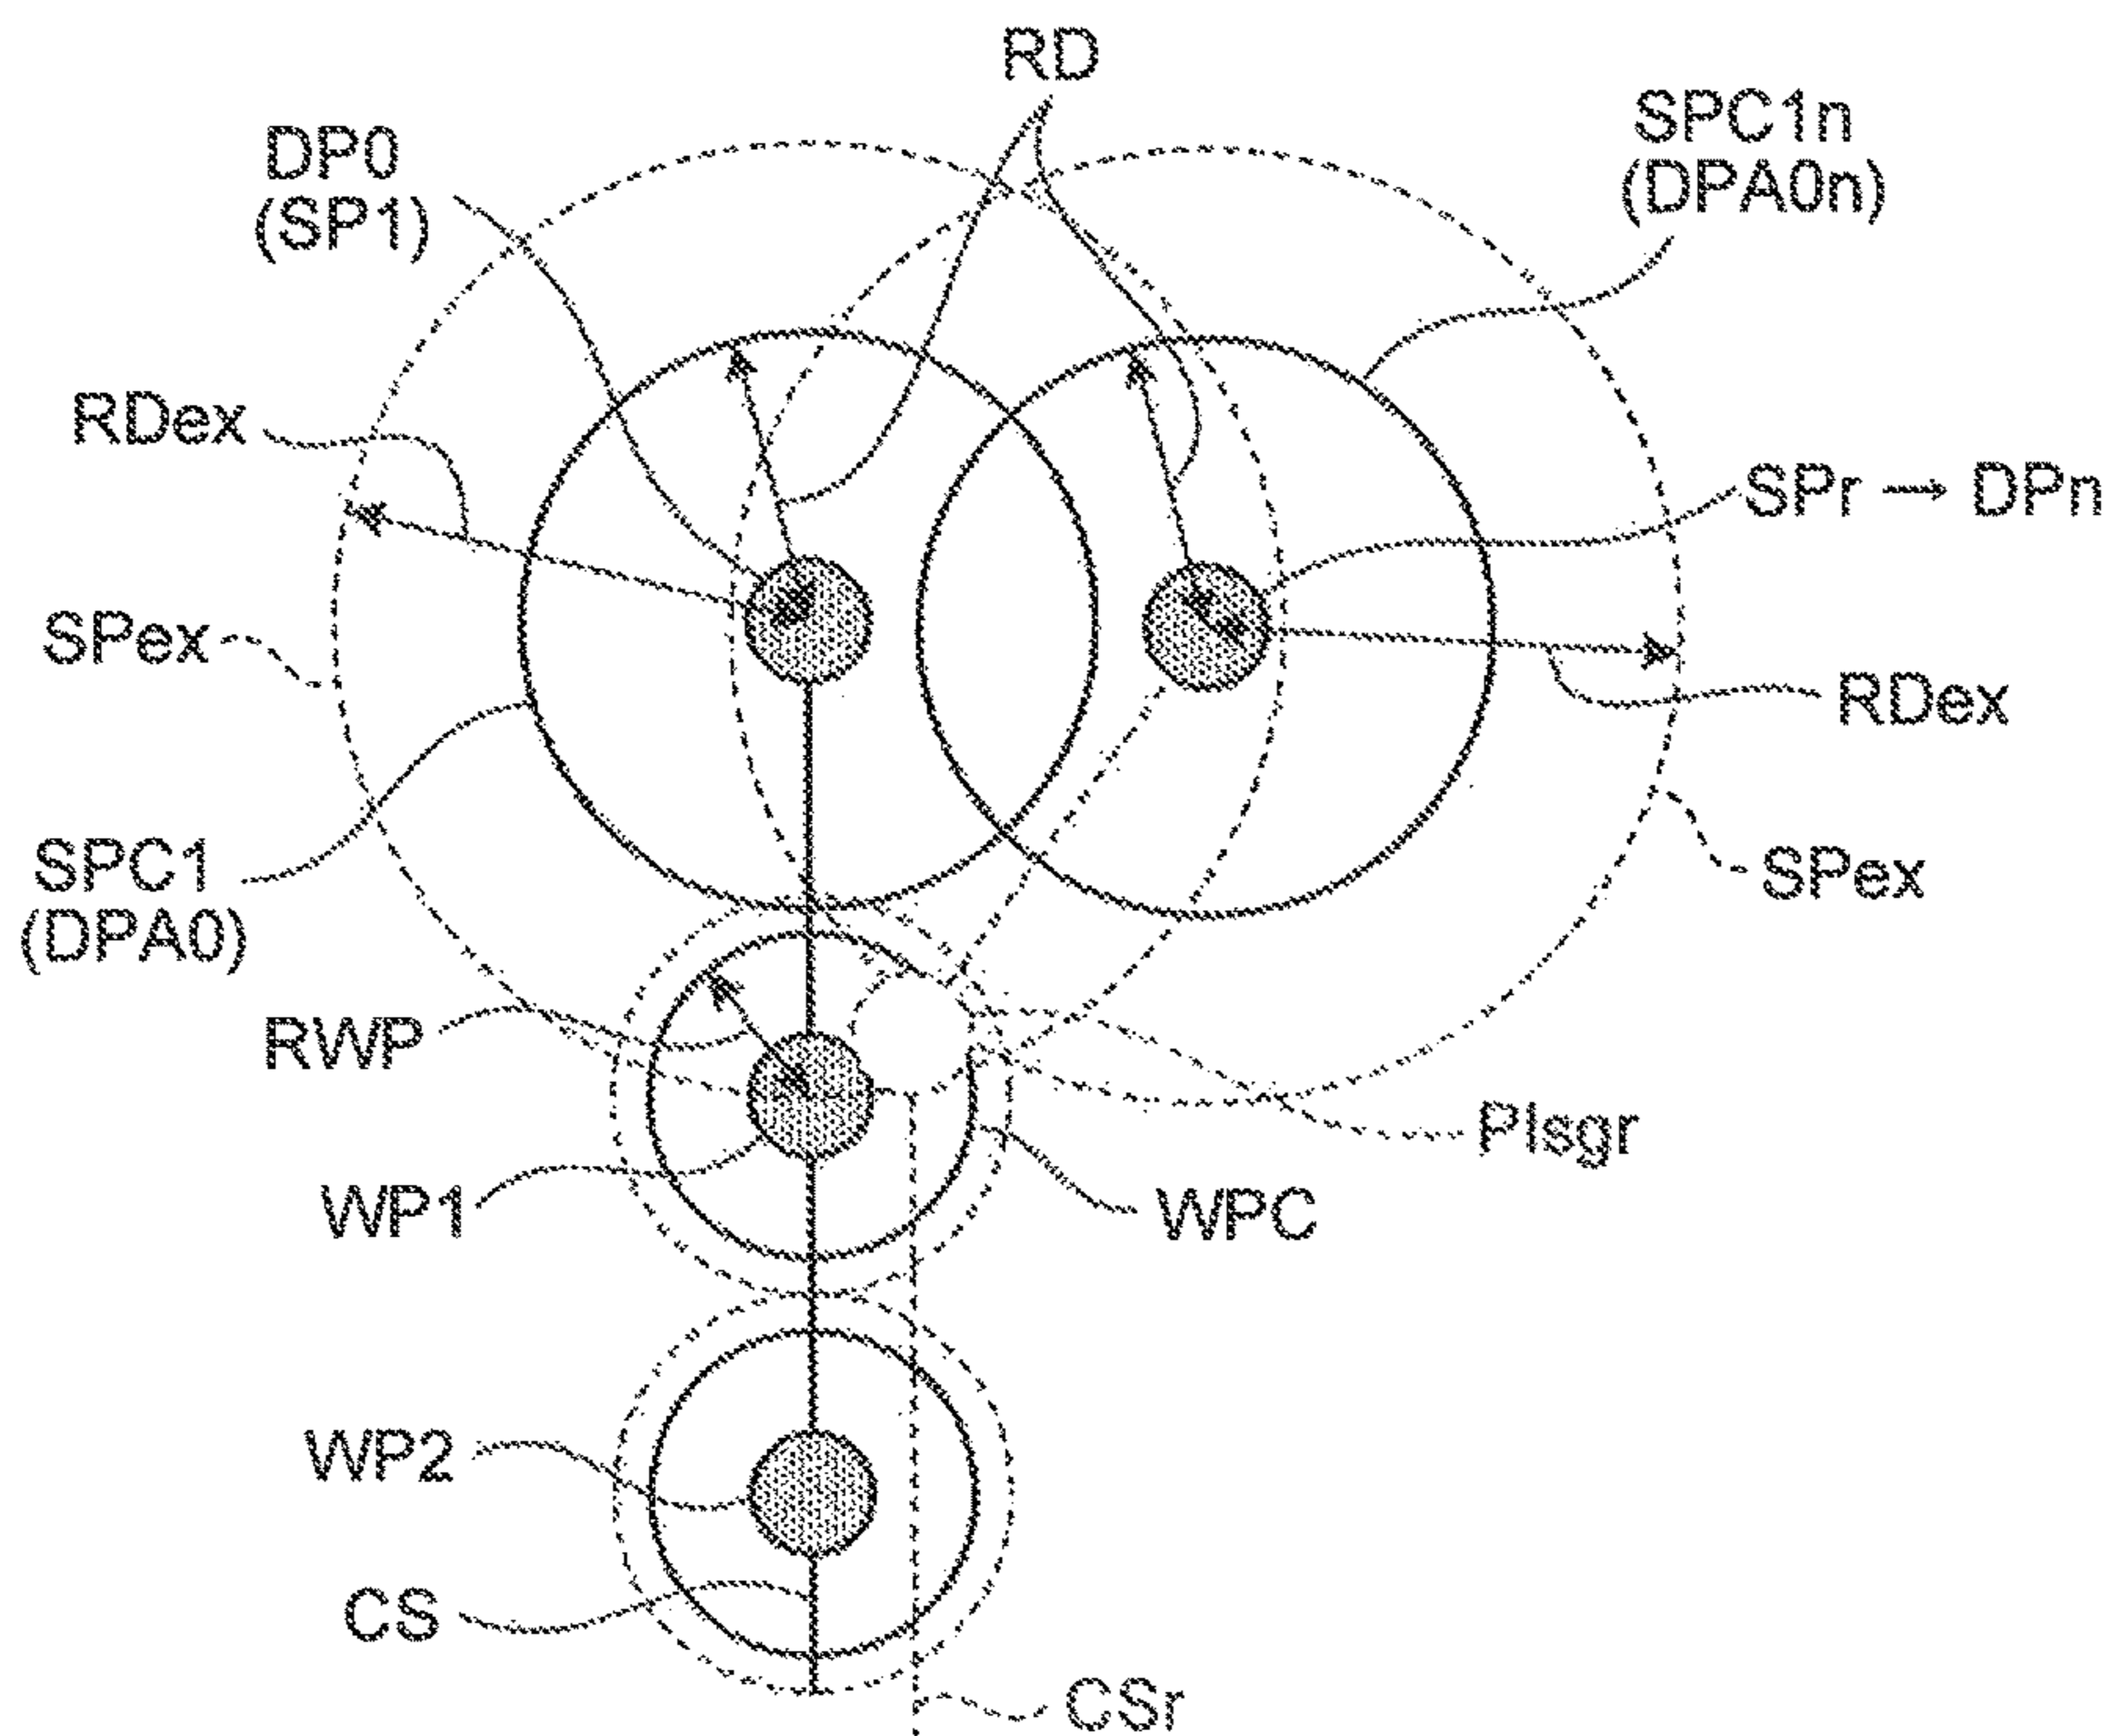 RD
SPC1n
(DPA0n)
DP0
(SP1)
RDex
SPr → DPn
SPex
RDex
SPC1
(DPA0)
SPex
RWP
PIsgr
WP1
WPC
WP2
CS
CSr